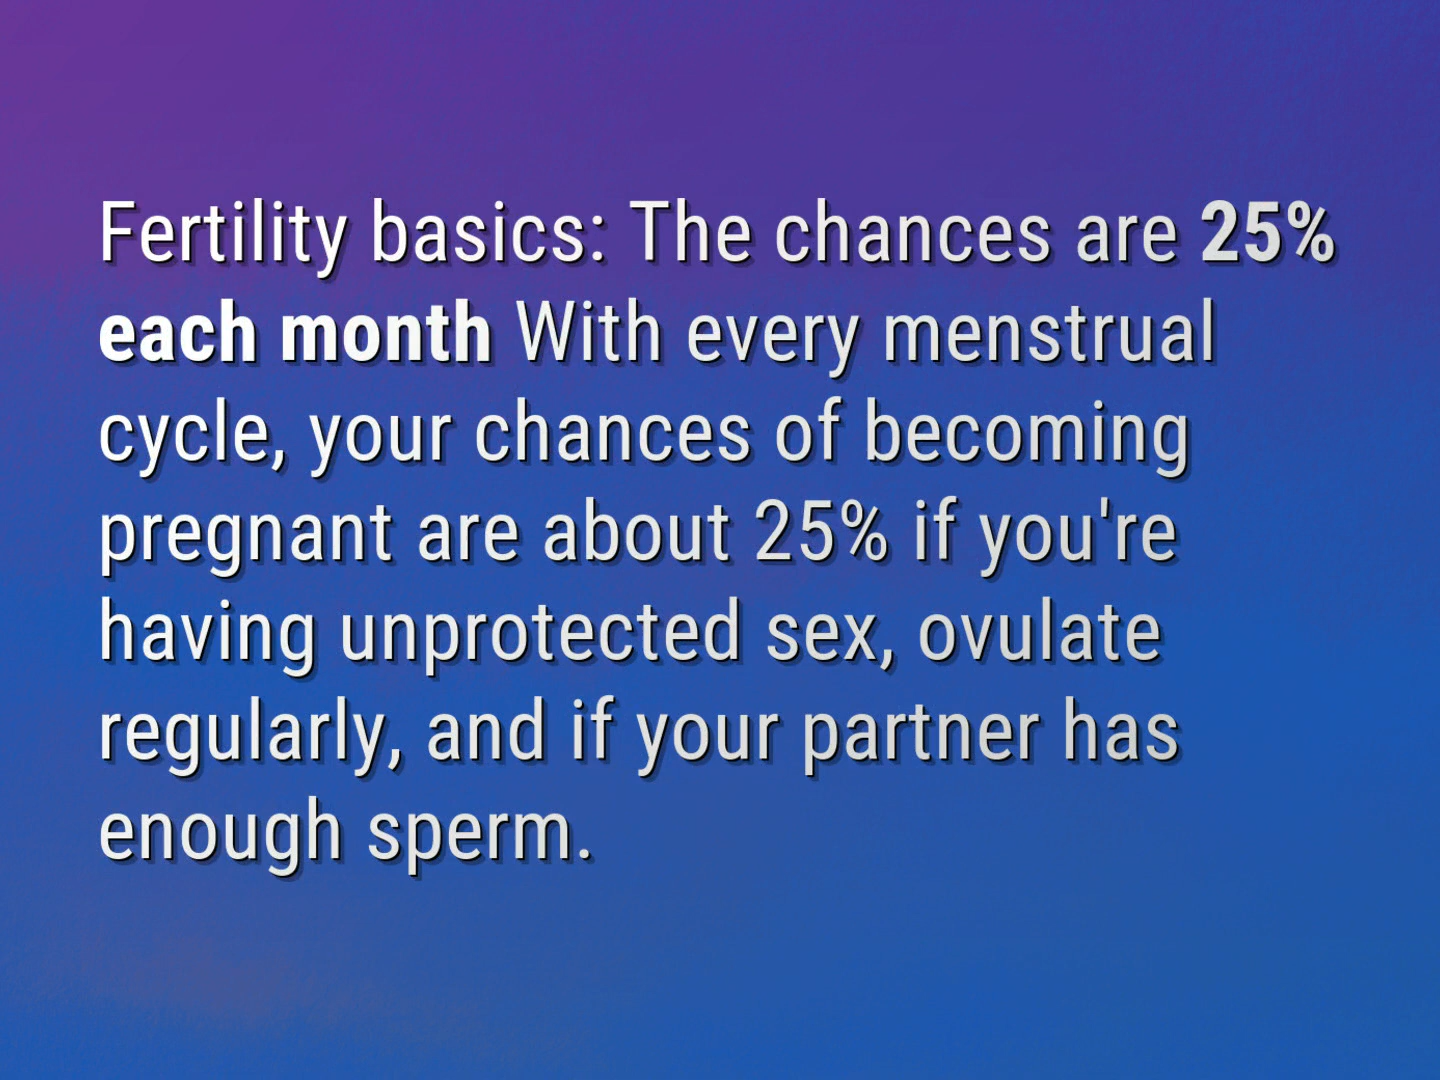 Fertility basics: The chances are 25%
each month With every menstrual
cycle, your chances of becoming
pregnant are about 25% if you're
having unprotected sex, ovulate
regularly, and if your partner has
enough sperm.